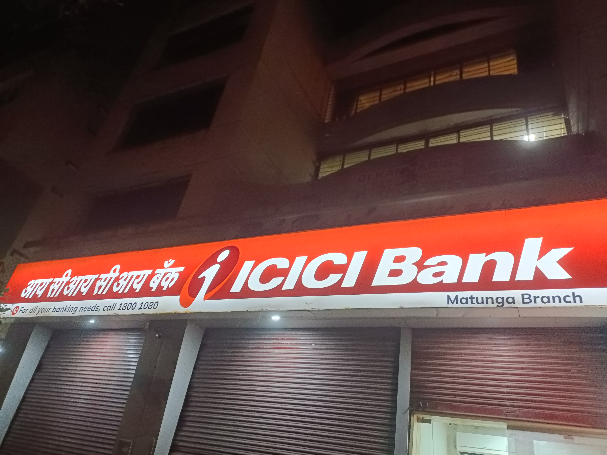 आय सी आय सी आय बँक i ICICI Bank
For all your banking needs, call 1800 1080
Matunga Branch